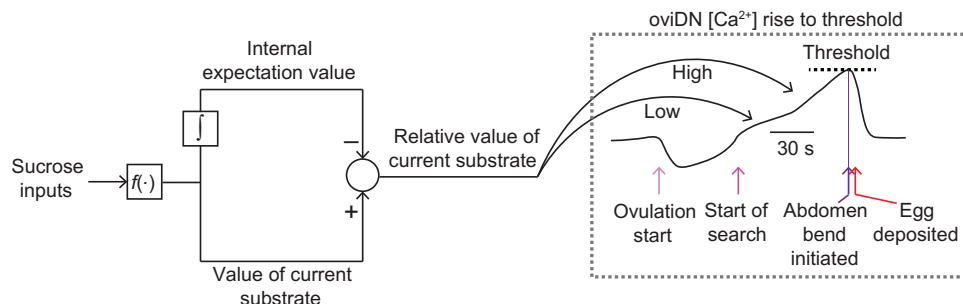 oviDN [Ca²⁺] rise to threshold
Internal
expectation value
Threshold
High
Low
∫
−
Relative value of
current substrate
30 s
Sucrose
inputs
f(·)
+
Ovulation
start
Start of
search
Abdomen
bend
initiated
Egg
deposited
Value of current
substrate